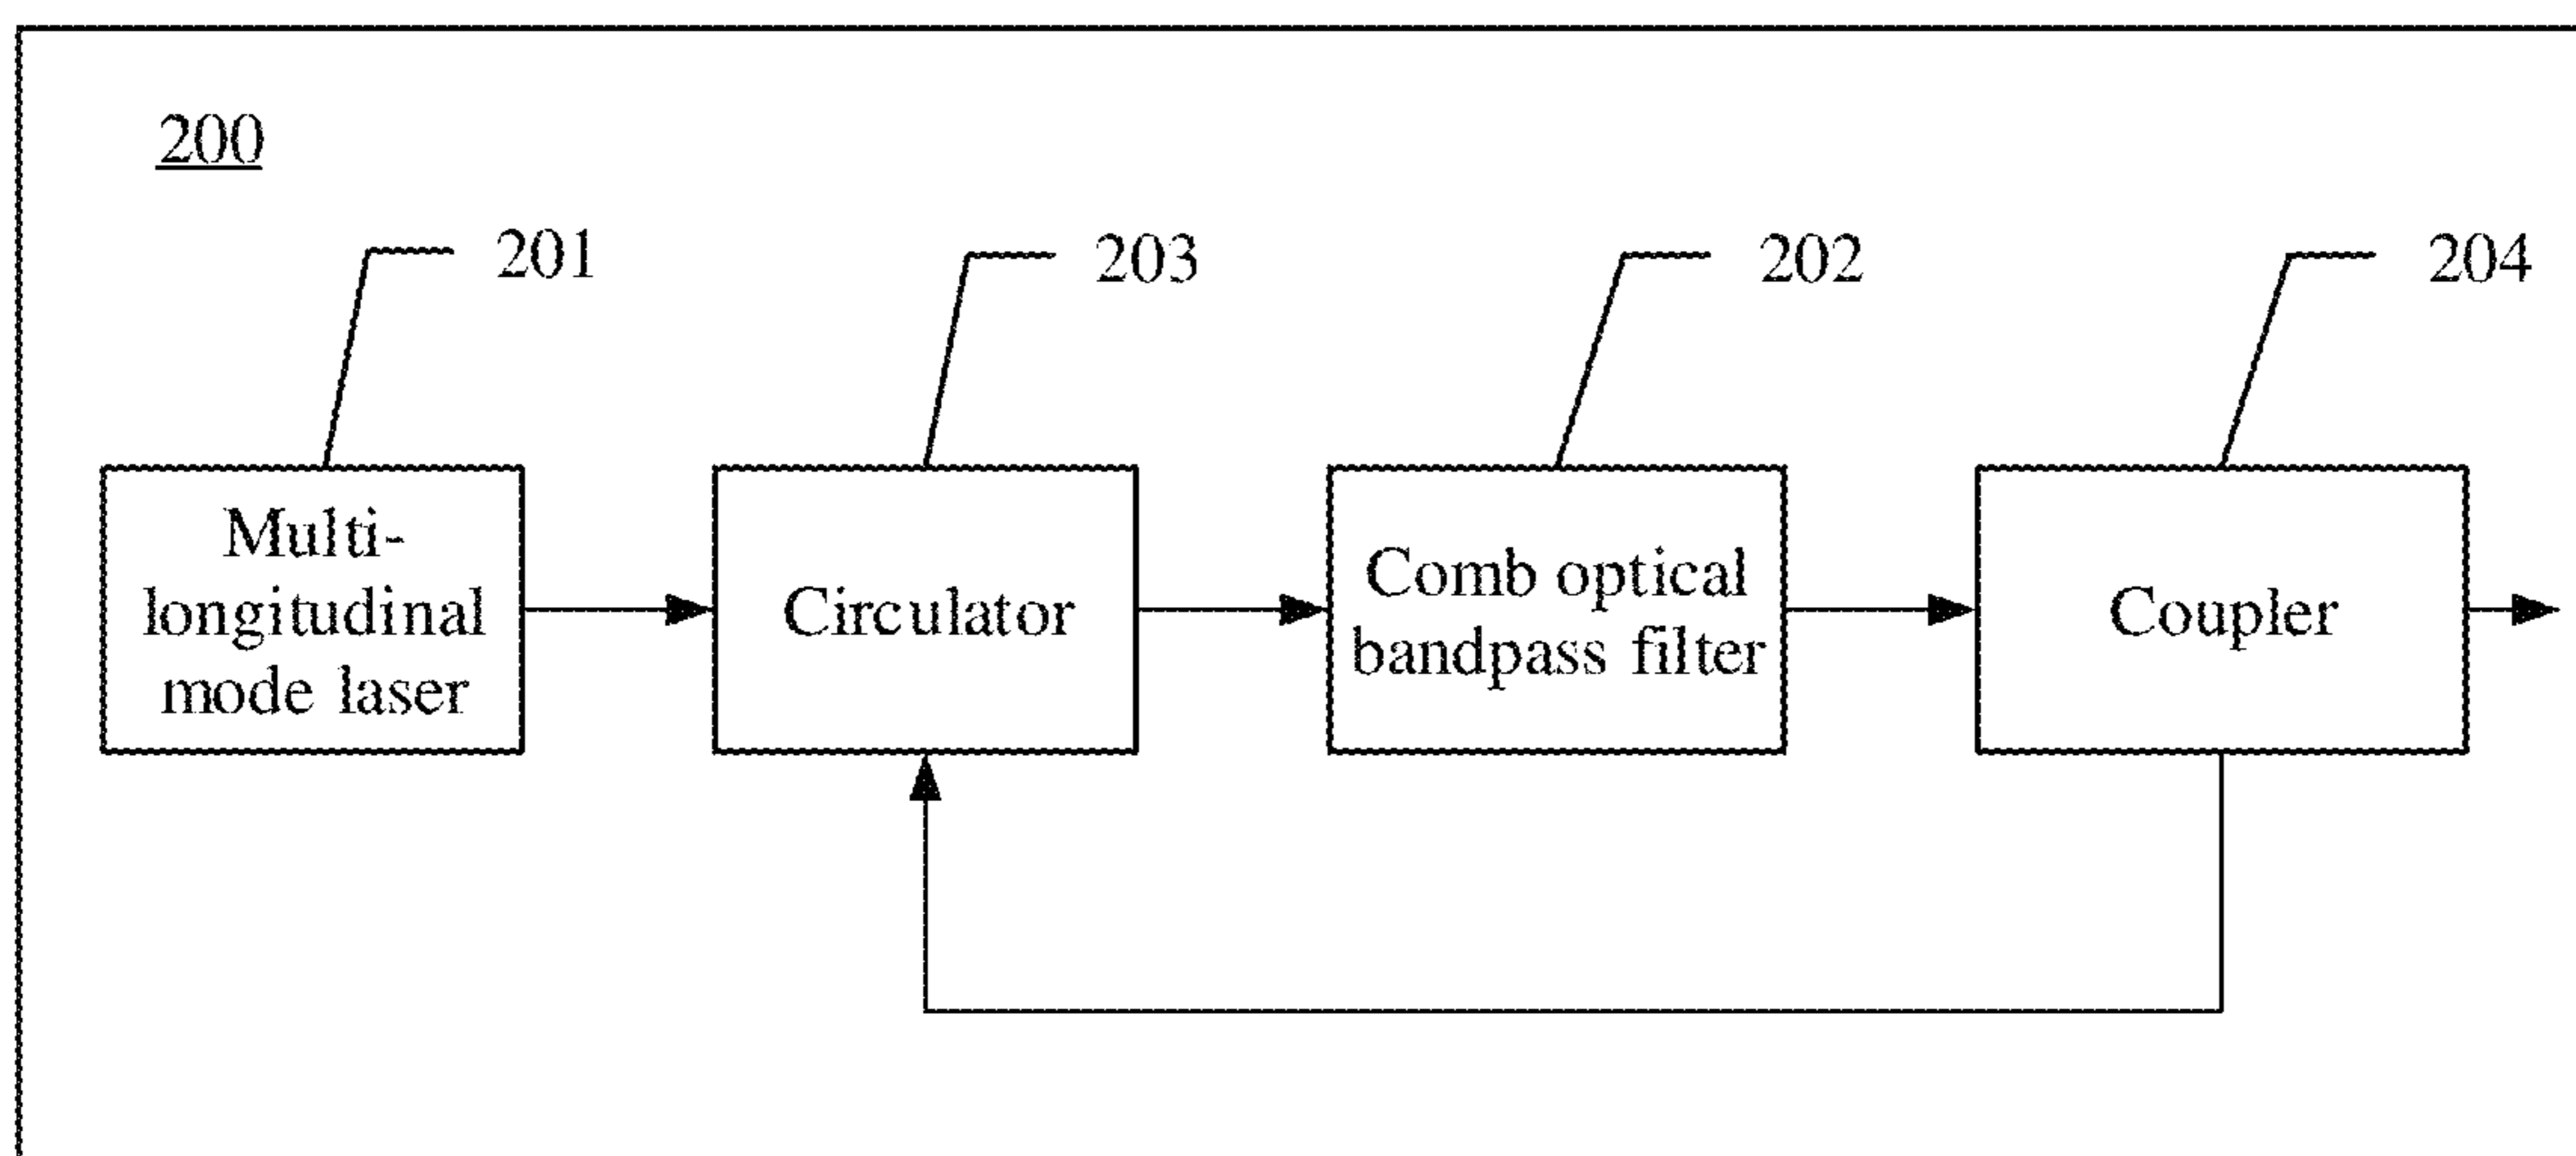 200
201
203
202
204
Multi-
longitudinal
mode laser
Circulator
Comb optical
bandpass filter
Coupler